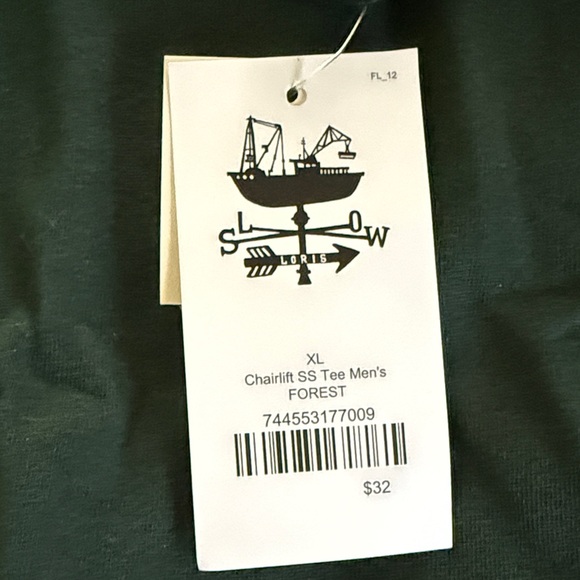 FL_12
L O
S W
LORIS
XL
Chairlift SS Tee Men's
FOREST
744553177009
$32